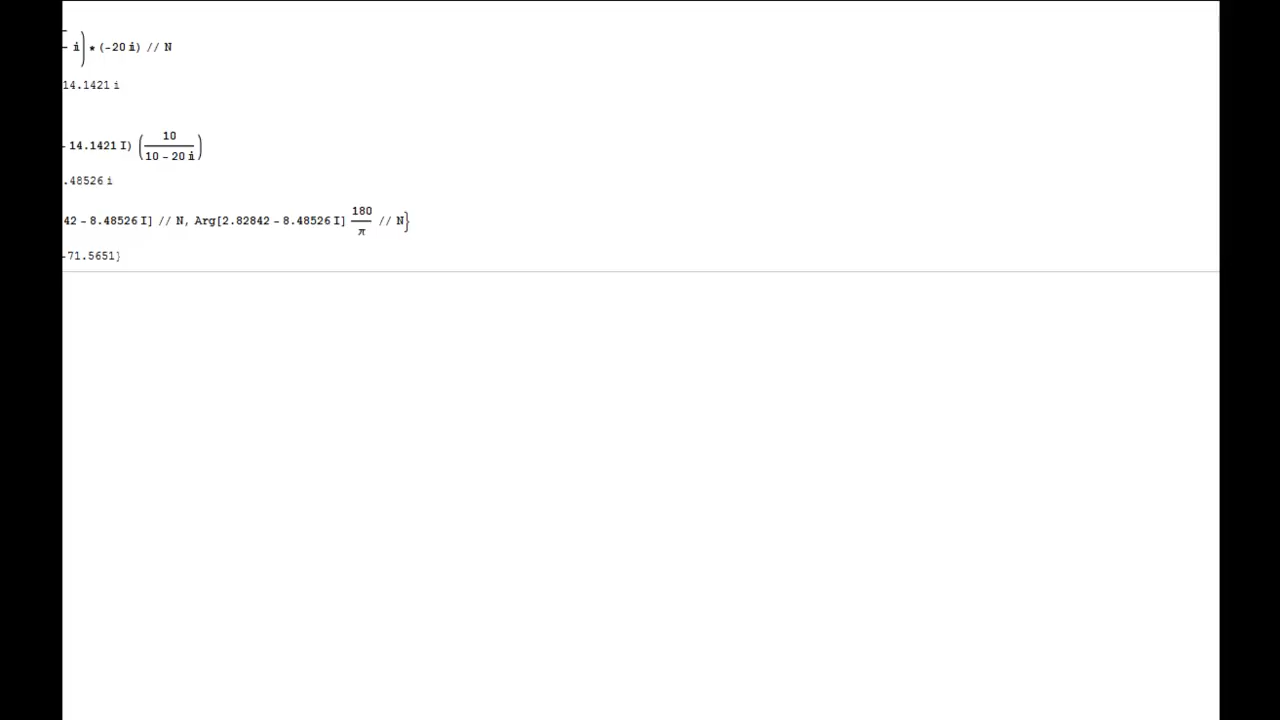 - i) * (-20 i) // N
14.1421 i
- 14.1421 I) (10/(10 - 20 i))
.48526 i
42 - 8.48526 I] // N, Arg[2.82842 - 8.48526 I] 180/π // N}
-71.5651}